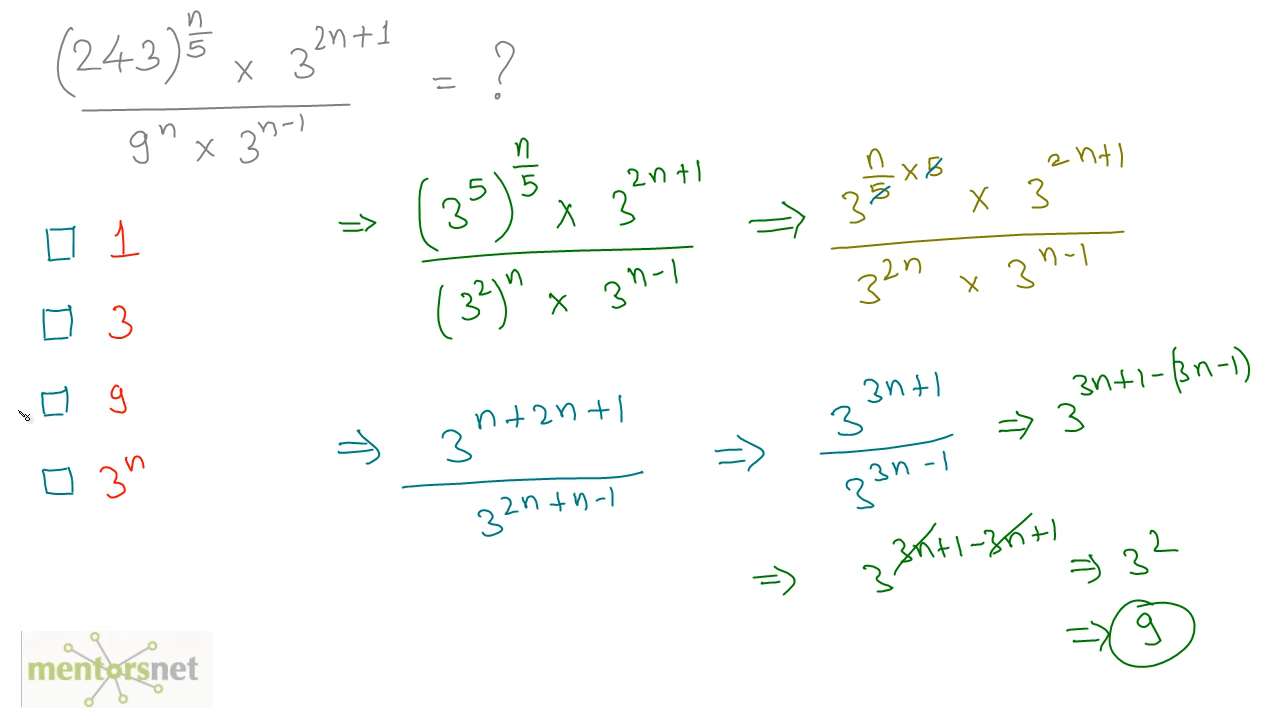 (243)^(n/5) × 3^(2n+1) / 9^n × 3^(n-1) = ?
1
3
9
3^n
⇒ (3^5)^(n/5) × 3^(2n+1) / (3^2)^n × 3^(n-1) ⇒ 3^(n/5 × 5) × 3^(2n+1) / 3^(2n) × 3^(n-1)
⇒ 3^(n+2n+1) / 3^(2n+n-1) ⇒ 3^(3n+1) / 3^(3n-1) ⇒ 3^(3n+1-(3n-1))
⇒ 3^(3n+1-3n+1) ⇒ 3^2
⇒ 9
mentorsnet